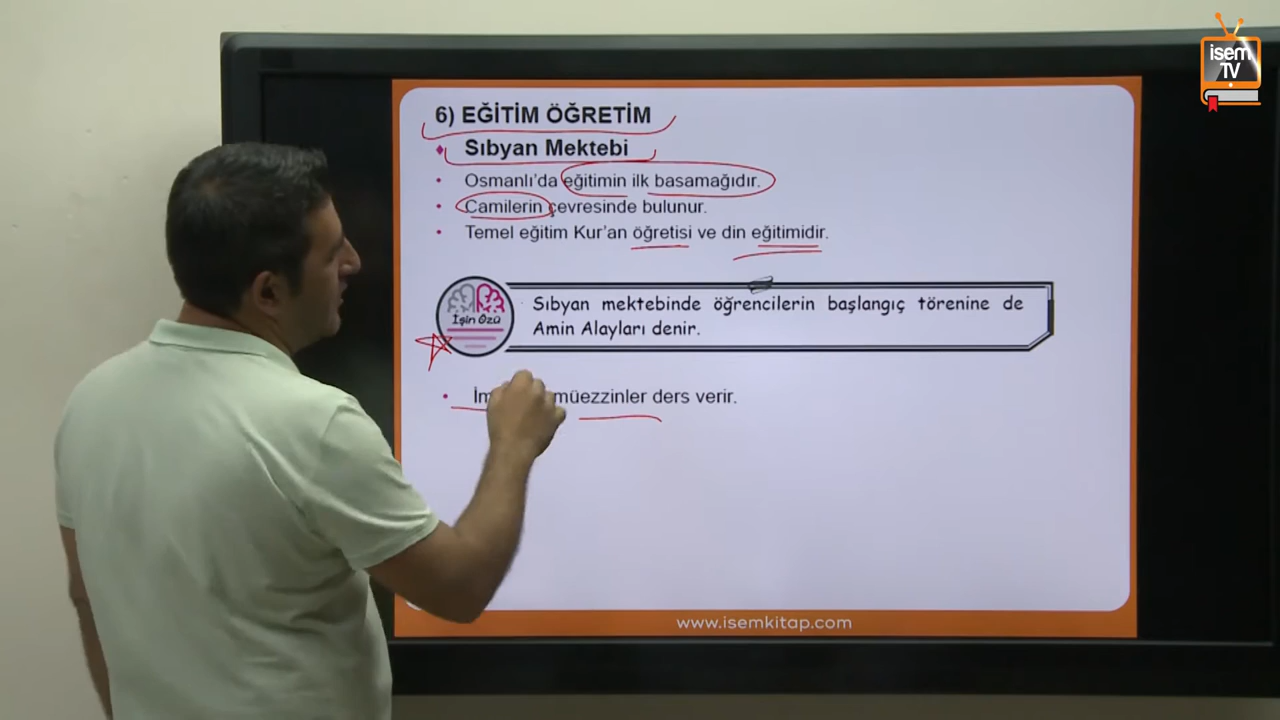 isem
TV
6) EĞİTİM ÖĞRETİM
Sıbyan Mektebi
Osmanlı'da eğitimin ilk basamağıdır.
Camilerin çevresinde bulunur.
Temel eğitim Kur'an öğretisi ve din eğitimidir.
İşin Özü
Sıbyan mektebinde öğrencilerin başlangıç törenine de
Amin Alayları denir.
müezzinler ders verir.
www.isemkitap.com